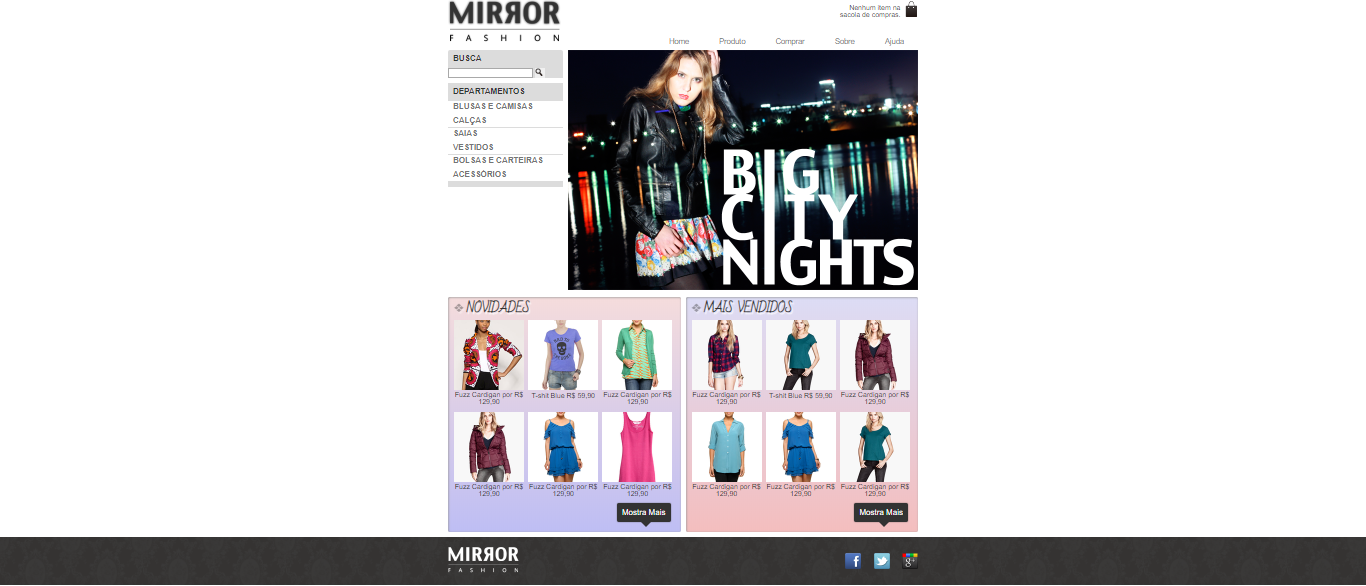 MIRROR
FASHION
Nenhum item na
sacola de compras.
Home Produto Comprar Sobre Ajuda
BUSCA
DEPARTAMENTOS
BLUSAS E CAMISAS
CALÇAS
SAIAS
VESTIDOS
BOLSAS E CARTEIRAS
ACESSÓRIOS
BIG
CITY
NIGHTS
NOVIDADES
Fuzz Cardigan por R$
129,90
T-shit Blue R$ 59,90
Fuzz Cardigan por R$
129,90
Fuzz Cardigan por R$
129,90
Fuzz Cardigan por R$
129,90
Fuzz Cardigan por R$
129,90
Mostra Mais
MAIS VENDIDOS
Fuzz Cardigan por R$
129,90
T-shit Blue R$ 59,90
Fuzz Cardigan por R$
129,90
Fuzz Cardigan por R$
129,90
Fuzz Cardigan por R$
129,90
Fuzz Cardigan por R$
129,90
Mostra Mais
MIRROR
FASHION
f
t
g+